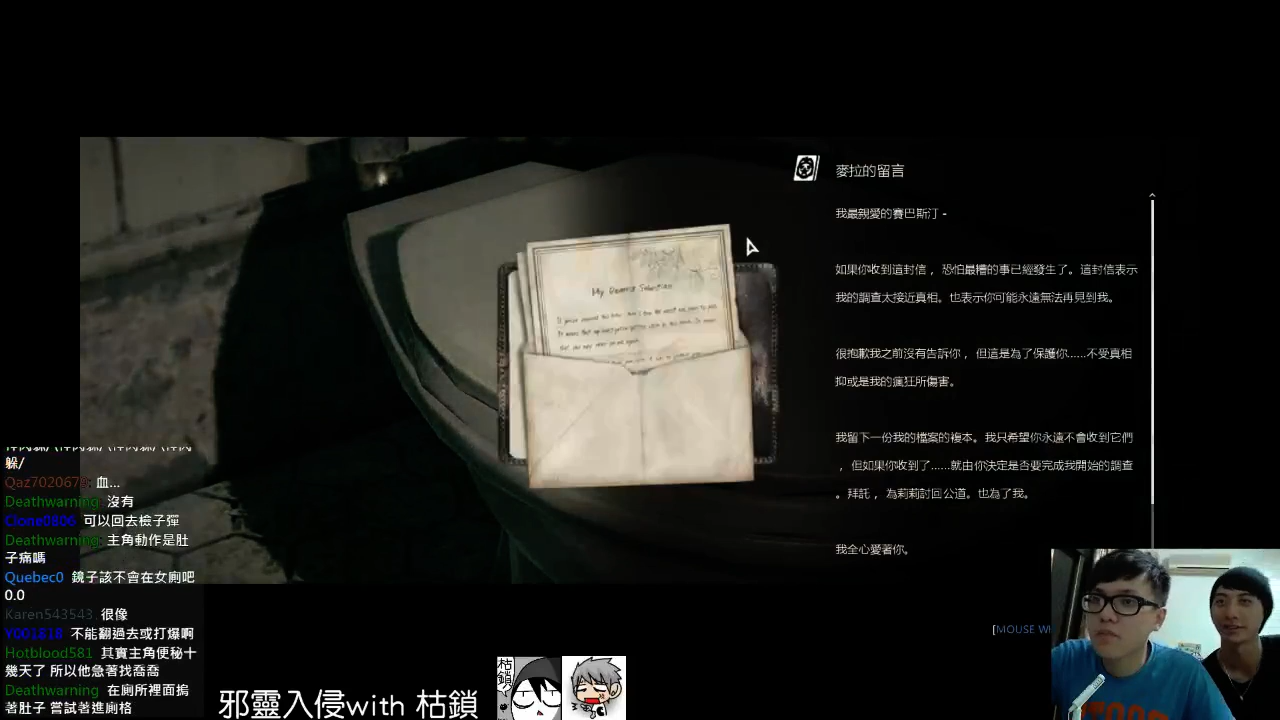 麥拉的留言
我最親愛的賽巴斯汀 -
如果你收到這封信， 恐怕最糟的事已經發生了。這封信表示
我的調查太接近真相。也表示你可能永遠無法再見到我。
很抱歉我之前沒有告訴你， 但這是為了保護你......不受真相
抑或是我的瘋狂所傷害。
我留下一份我的檔案的複本。我只希望你永遠不會收到它們
， 但如果你收到了......就由你決定是否要完成我開始的調查
。拜託， 為莉莉討回公道。也為了我。
我全心愛著你。
My Dearest Sebastian
[MOUSE WH
躲/
Qaz7020678: 血...
Deathwarning: 沒有
Clone0806 可以回去檢子彈
Deathwarning: 主角動作是肚
子痛嗎
Quebec0 鏡子該不會在女廁吧
0.0
Karen543543. 很像
Y001818 不能翻過去或打爆啊
Hotblood581 其實主角便秘十
幾天了 所以他急著找喬喬
Deathwarning 在廁所裡面搗
著肚子 嘗試著進廁格
邪靈入侵with 枯鎖
枯鎖